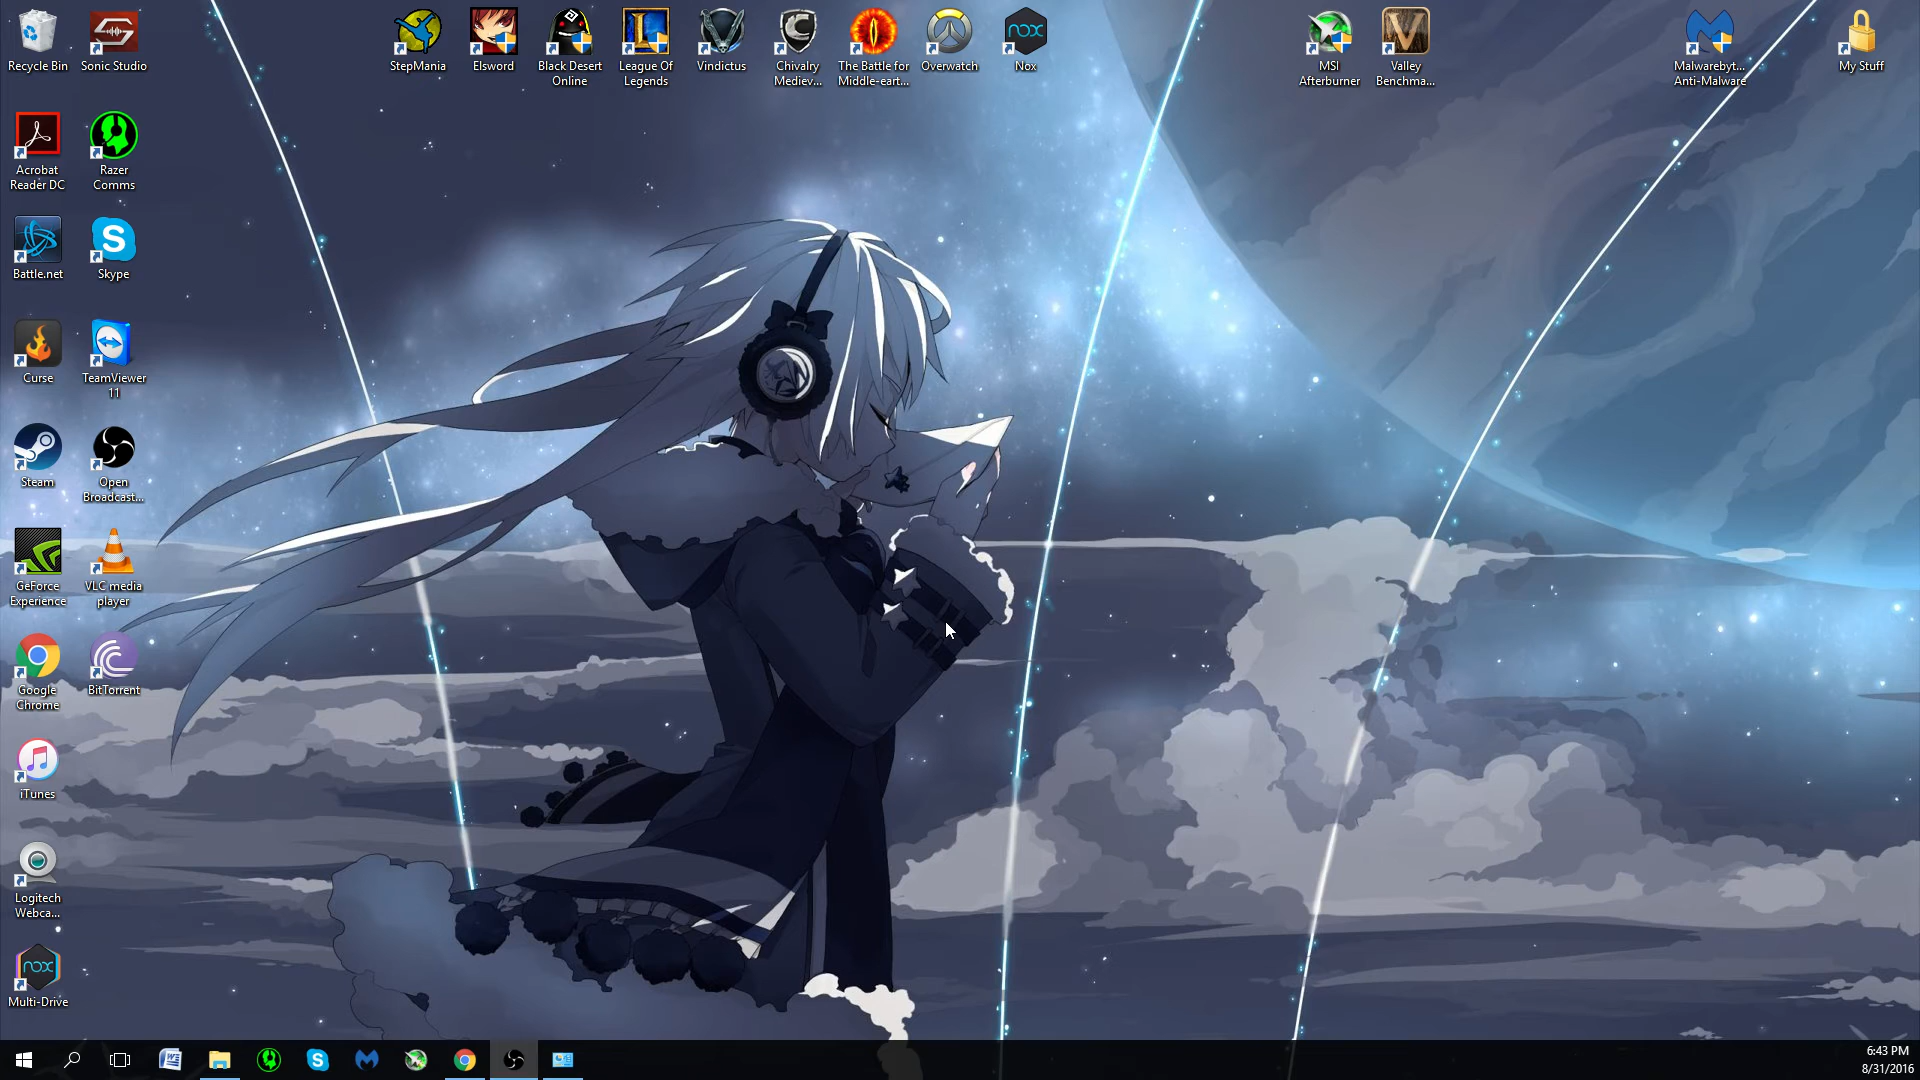 Recycle Bin
Sonic Studio
StepMania
Elsword
Black Desert
Online
League Of
Legends
Vindictus
Chivalry
Mediev...
The Battle for
Middle-eart...
Overwatch
nox
Nox
MSI
Afterburner
V
Valley
Benchma...
Malwarebyt...
Anti-Malware
My Stuff
Acrobat
Reader DC
Razer
Comms
Battle.net
S
Skype
Curse
TeamViewer
11
Steam
Open
Broadcast...
GeForce
Experience
VLC media
player
Google
Chrome
BitTorrent
iTunes
Logitech
Webca...
nox
Multi-Drive
6:43 PM
8/31/2016